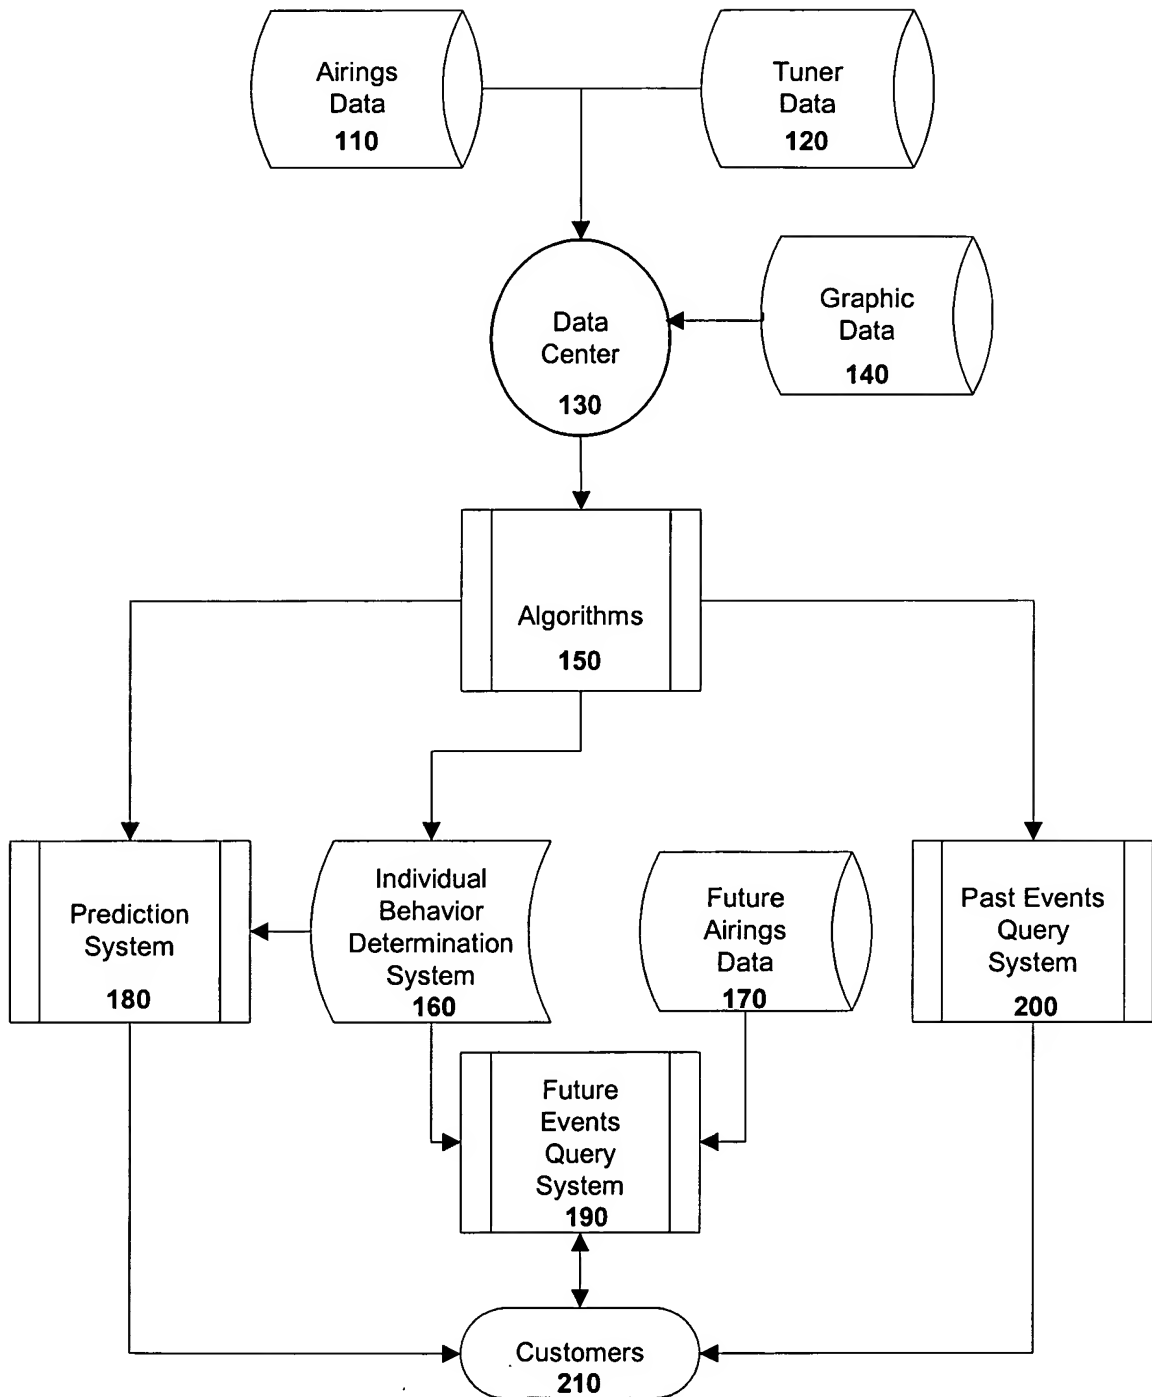 Airings
Data
110
Tuner
Data
120
Data
Center
130
Graphic
Data
140
Algorithms
150
Prediction
System
180
Individual
Behavior
Determination
System
160
Future
Airings
Data
170
Past Events
Query
System
200
Future
Events
Query
System
190
Customers
210